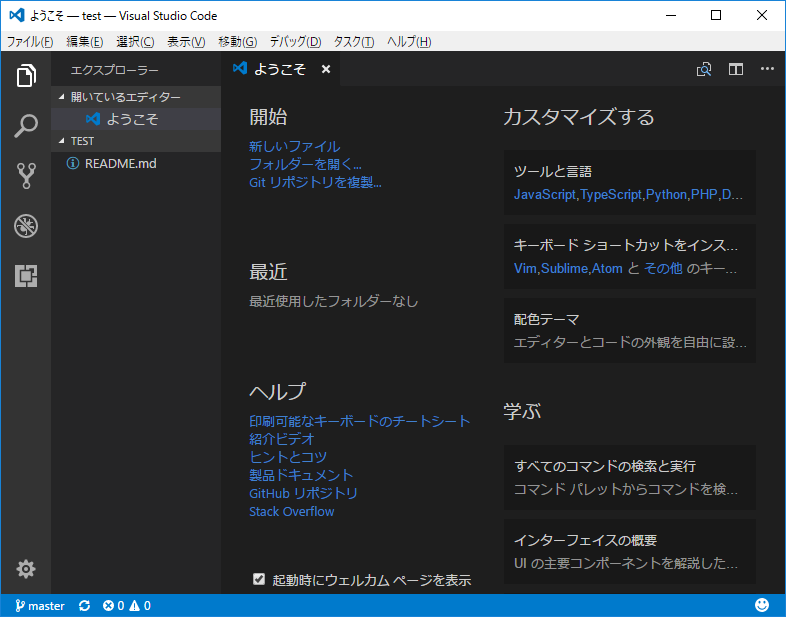 ようこそ — test — Visual Studio Code
ファイル(F) 編集(E) 選択(C) 表示(V) 移動(G) デバッグ(D) タスク(T) ヘルプ(H)
エクスプローラー
開いているエディター
ようこそ
TEST
README.md
ようこそ
開始
新しいファイル
フォルダーを開く...
Git リポジトリを複製...
最近
最近使用したフォルダーなし
ヘルプ
印刷可能なキーボードのチートシート
紹介ビデオ
ヒントとコツ
製品ドキュメント
GitHub リポジトリ
Stack Overflow
起動時にウェルカム ページを表示
カスタマイズする
ツールと言語
JavaScript,TypeScript,Python,PHP,D...
キーボード ショートカットをインス...
Vim,Sublime,Atom と その他 のキー...
配色テーマ
エディターとコードの外観を自由に設...
学ぶ
すべてのコマンドの検索と実行
コマンド パレットからコマンドを検...
インターフェイスの概要
UI の主要コンポーネントを解説した...
master 0 0